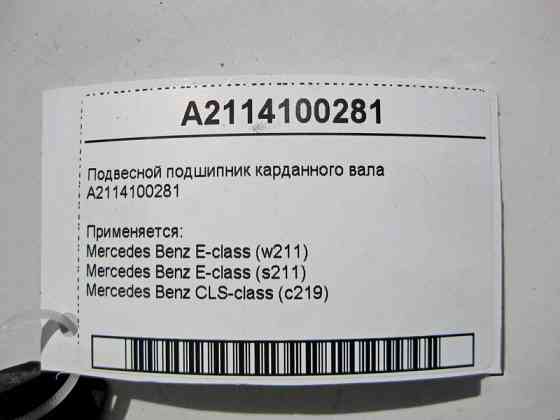 A2114100281
Подвесной подшипник карданного вала
A2114100281
Применяется:
Mercedes Benz E-class (w211)
Mercedes Benz E-class (s211)
Mercedes Benz CLS-class (c219)